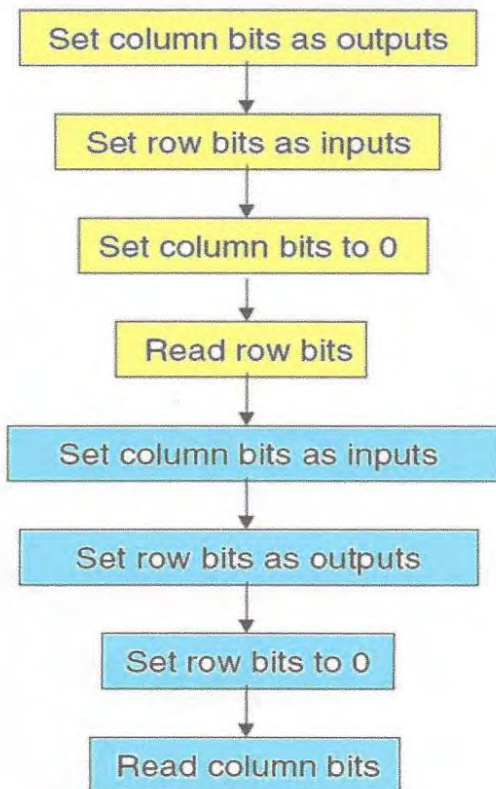 Set column bits as outputs
Set row bits as inputs
Set column bits to 0
Read row bits
Set column bits as inputs
Set row bits as outputs
Set row bits to 0
Read column bits